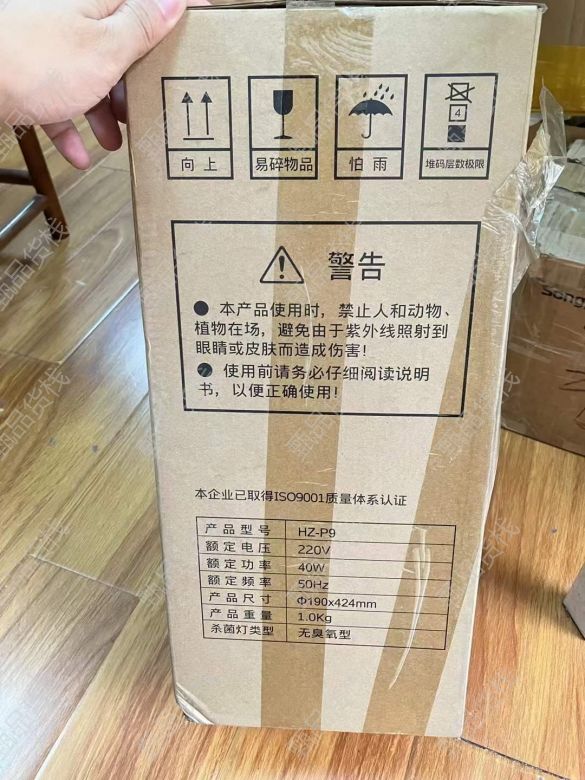 向上
易碎物品
怕雨
4
堆码层数极限
警告
● 本产品使用时，禁止人和动物、
植物在场，避免由于紫外线照射到
眼睛或皮肤而造成伤害！
● 使用前请务必仔细阅读说明
书，以便正确使用！
本企业已取得ISO9001质量体系认证
产品型号 HZ-P9
额定电压 220V
额定功率 40W
额定频率 50Hz
产品尺寸 Φ190x424mm
产品重量 1.0Kg
杀菌灯类型 无臭氧型
Song